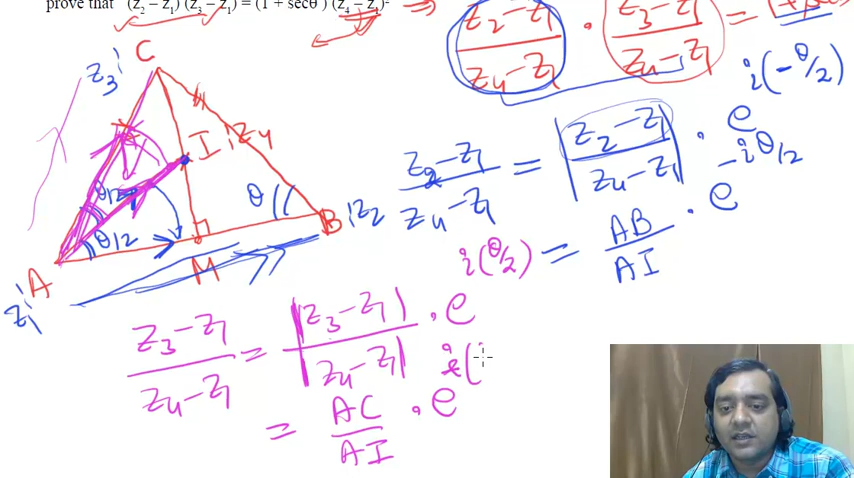 prove that (z₂ – z₁) (z₃ – z₁) = (1 + secθ ) (z₄ – z₁)²
z₂–z₁ / z₄–z₁ · z₃–z₁ / z₄–z₁ =
C
z₃
I
z₄
θ/2
θ/2
θ
A
z₁
M
B
z₂
z₂–z₁ / z₄–z₁ = |z₂–z₁ / z₄–z₁| · e i(–θ/2)
= AB / AI · e –iθ/2
z₃–z₁ / z₄–z₁ = |z₃–z₁| / |z₄–z₁| · e i(θ/2)
= AC / AI · e i(